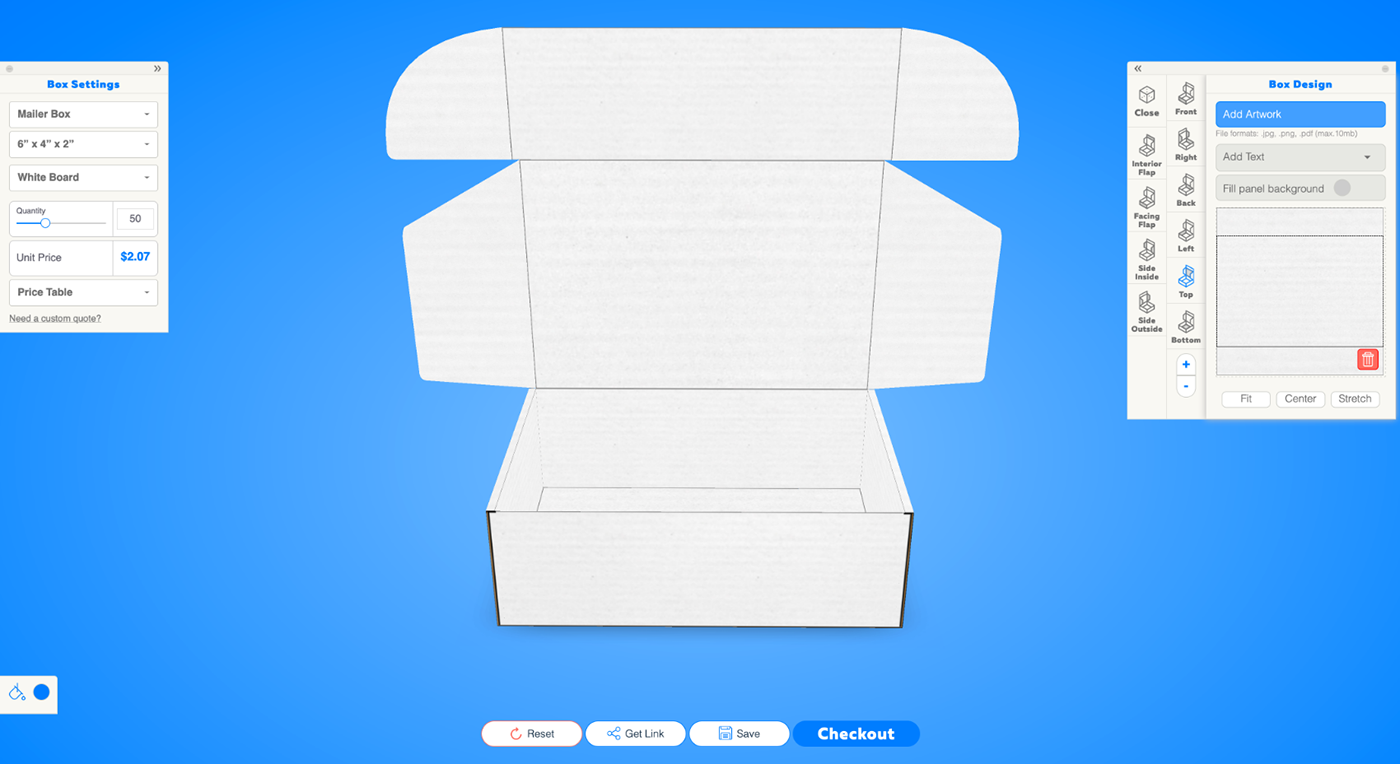 »
Box Settings
Mailer Box
6” x 4” x 2”
White Board
Quantity
50
Unit Price
$2.07
Price Table
Need a custom quote?
«
Close
Interior
Flap
Facing
Flap
Side
Inside
Side
Outside
Front
Right
Back
Left
Top
Bottom
+
-
Box Design
Add Artwork
File formats: .jpg, .png, .pdf (max.10mb)
Add Text
Fill panel background
Fit
Center
Stretch
Reset
Get Link
Save
Checkout